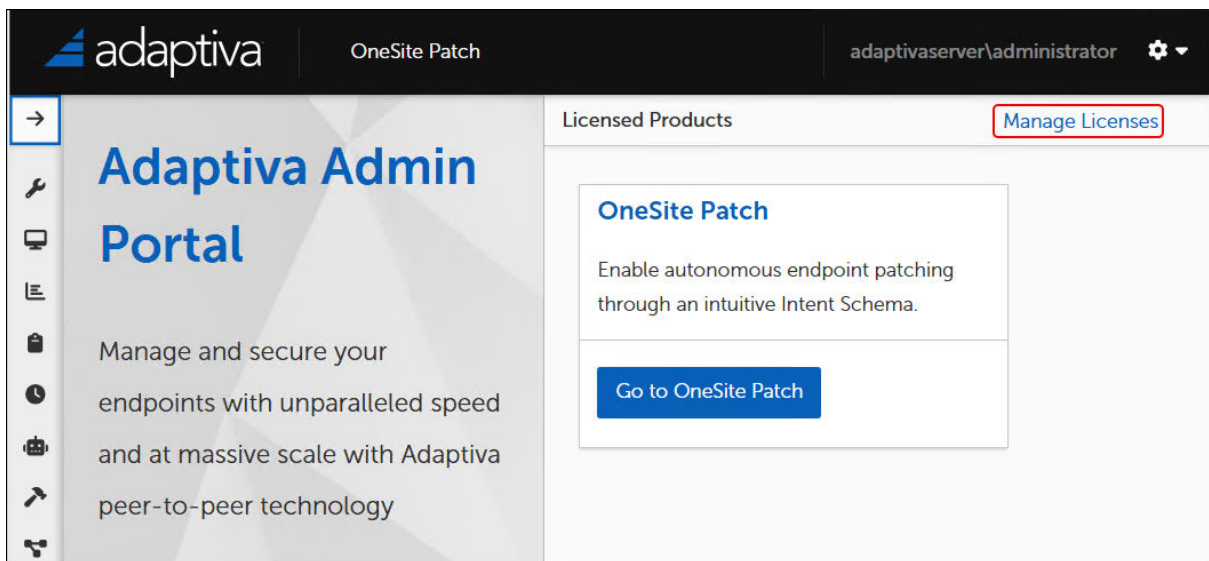 adaptiva
OneSite Patch
adaptivaserver\administrator
Adaptiva Admin
Portal
Manage and secure your
endpoints with unparalleled speed
and at massive scale with Adaptiva
peer-to-peer technology
Licensed Products
Manage Licenses
OneSite Patch
Enable autonomous endpoint patching
through an intuitive Intent Schema.
Go to OneSite Patch